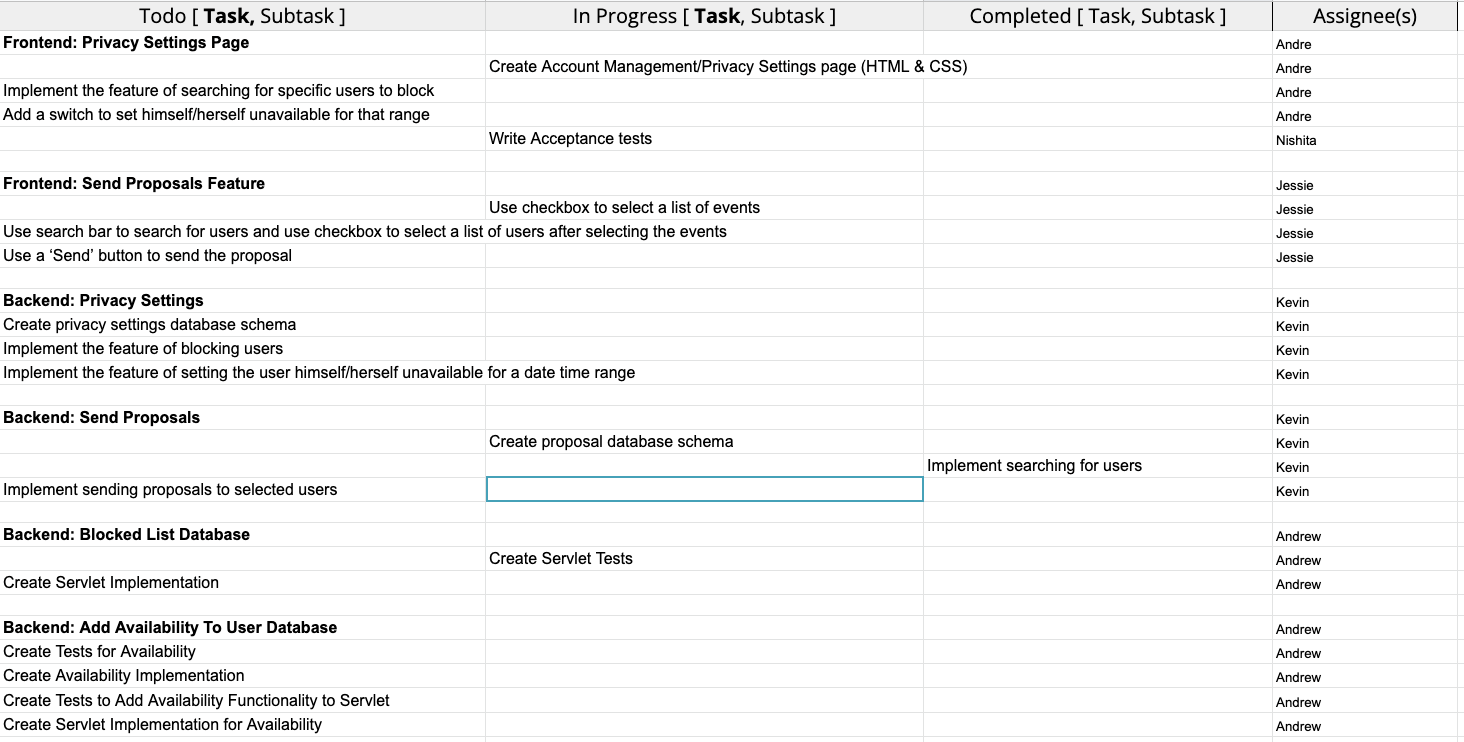 Todo [ Task, Subtask ] In Progress [ Task, Subtask ] Completed [ Task, Subtask ] Assignee(s)
Frontend: Privacy Settings Page Andre
Create Account Management/Privacy Settings page (HTML & CSS) Andre
Implement the feature of searching for specific users to block Andre
Add a switch to set himself/herself unavailable for that range Andre
Write Acceptance tests Nishita
Frontend: Send Proposals Feature Jessie
Use checkbox to select a list of events Jessie
Use search bar to search for users and use checkbox to select a list of users after selecting the events Jessie
Use a ‘Send’ button to send the proposal Jessie
Backend: Privacy Settings Kevin
Create privacy settings database schema Kevin
Implement the feature of blocking users Kevin
Implement the feature of setting the user himself/herself unavailable for a date time range Kevin
Backend: Send Proposals Kevin
Create proposal database schema Kevin
Implement searching for users Kevin
Implement sending proposals to selected users Kevin
Backend: Blocked List Database Andrew
Create Servlet Tests Andrew
Create Servlet Implementation Andrew
Backend: Add Availability To User Database Andrew
Create Tests for Availability Andrew
Create Availability Implementation Andrew
Create Tests to Add Availability Functionality to Servlet Andrew
Create Servlet Implementation for Availability Andrew